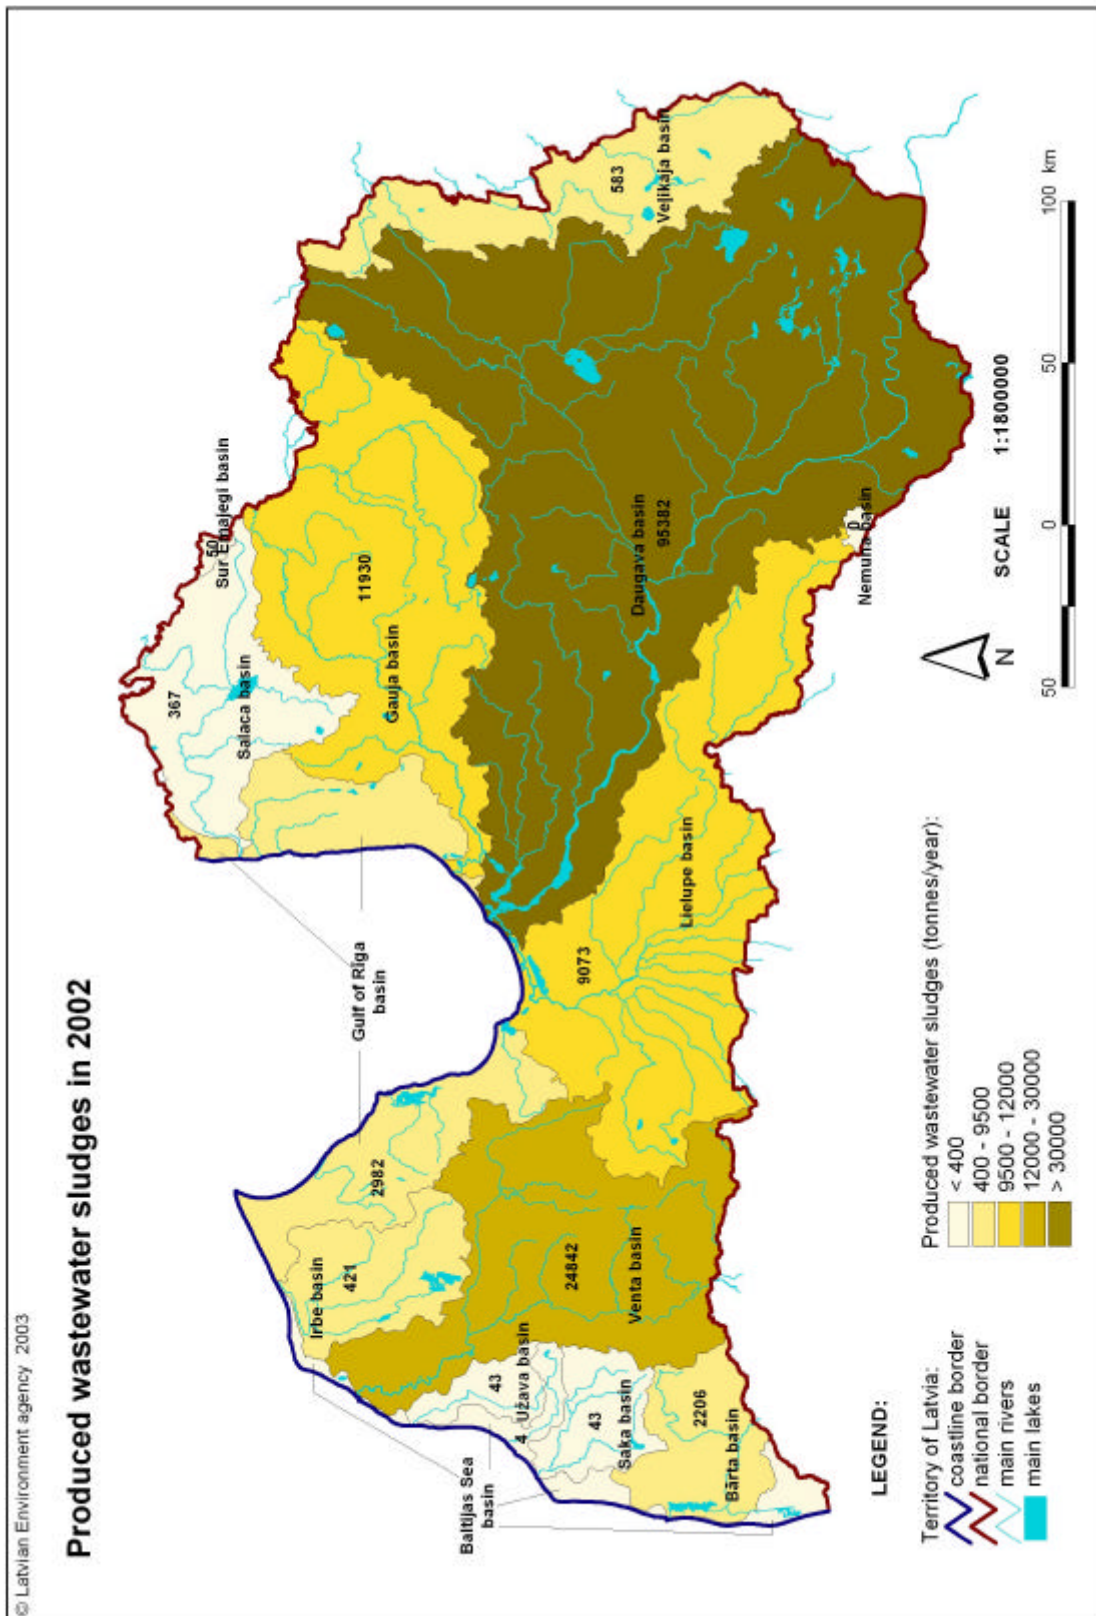 © Latvian Environment agency 2003
Produced wastewater sludges in 2002
Sur Emajegi basin
50
367
Salaca basin
11930
Gauja basin
Gulf of Rīga
basin
583
Veļikaja basin
Daugava basin
95382
Nemuna basin
0
9073
Lielupe basin
2982
Irbe basin
421
24842
Venta basin
43
Užava basin
4
43
Saka basin
Baltijas Sea
basin
2206
Bārta basin
LEGEND:
Territory of Latvia:
coastline border
national border
main rivers
main lakes
Produced wastewater sludges (tonnes/year):
< 400
400 - 9500
9500 - 12000
12000 - 30000
> 30000
N
SCALE 1:1800000
50 0 50 100 km